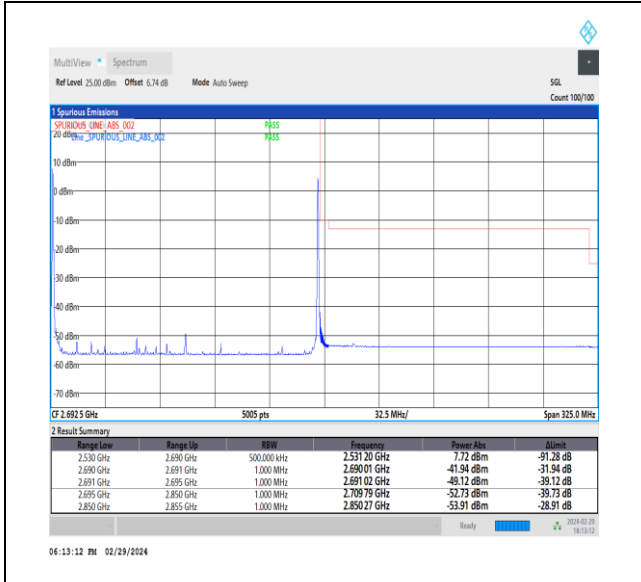 MultiView Spectrum
Ref Level 25.00 dBm Offset 6.74 dB Mode Auto Sweep SGL
Count 100/100
1 Spurious Emissions
SPURIOUS_LINE_ABS_002 PASS
20 dBm
Line _SPURIOUS_LINE_ABS_002 PASS
10 dBm
0 dBm
-10 dBm
-20 dBm
-30 dBm
-40 dBm
-50 dBm
-60 dBm
-70 dBm
CF 2.692 5 GHz 5005 pts 32.5 MHz/ Span 325.0 MHz
2 Result Summary
Range Low Range Up RBW Frequency Power Abs ΔLimit
2.530 GHz 2.690 GHz 500.000 kHz 2.531 20 GHz 7.72 dBm -91.28 dB
2.690 GHz 2.691 GHz 1.000 MHz 2.690 01 GHz -41.94 dBm -31.94 dB
2.691 GHz 2.695 GHz 1.000 MHz 2.691 02 GHz -49.12 dBm -39.12 dB
2.695 GHz 2.850 GHz 1.000 MHz 2.709 79 GHz -52.73 dBm -39.73 dB
2.850 GHz 2.855 GHz 1.000 MHz 2.850 27 GHz -53.91 dBm -28.91 dB
Ready 2024-02-29
18:13:12
06:13:12 PM 02/29/2024